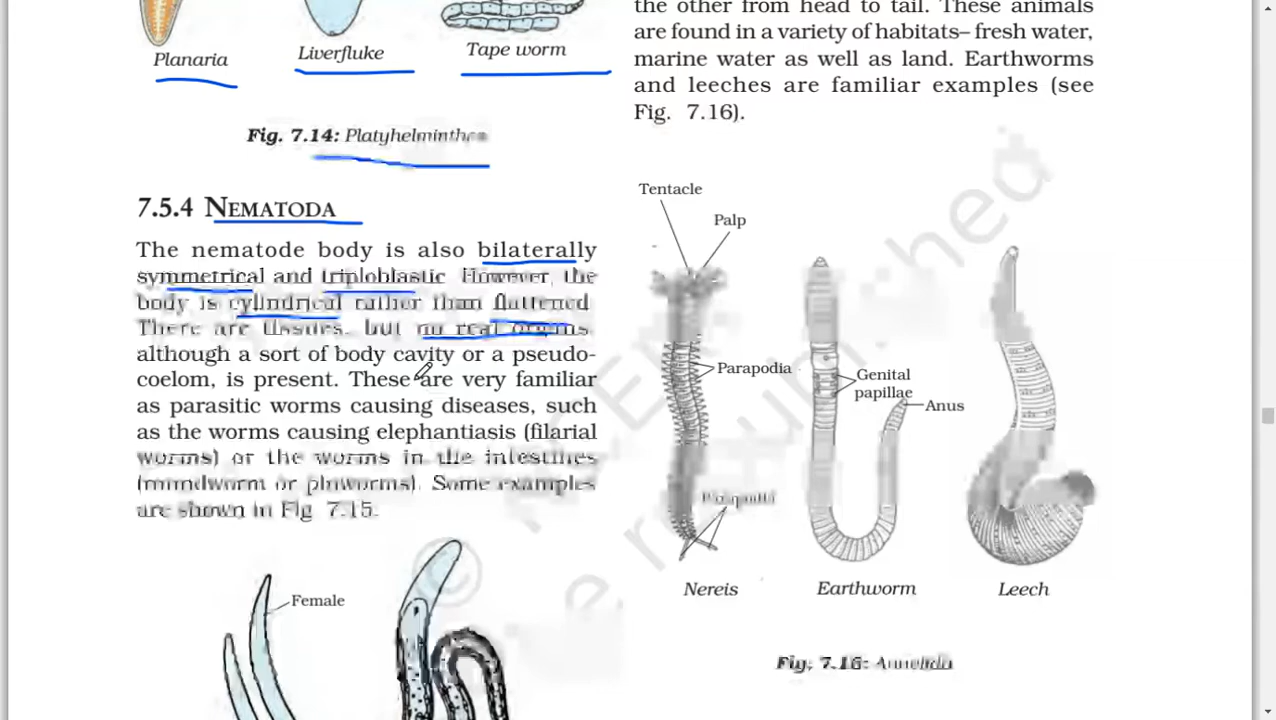 Planaria
Liverfluke
Tape worm
Fig. 7.14: Platyhelminthes
7.5.4 NEMATODA
The nematode body is also bilaterally
symmetrical and triploblastic. However, the
body is cylindrical rather than flattened.
There are tissues, but no real organs,
although a sort of body cavity or a pseudo-
coelom, is present. These are very familiar
as parasitic worms causing diseases, such
as the worms causing elephantiasis (filarial
worms) or the worms in the intestines
(roundworm or pinworms). Some examples
are shown in Fig 7.15.
Female
the other from head to tail. These animals
are found in a variety of habitats– fresh water,
marine water as well as land. Earthworms
and leeches are familiar examples (see
Fig. 7.16).
Tentacle
Palp
Parapodia
Genital
papillae
Anus
Nereis
Earthworm
Leech
Fig. 7.16: Annelida